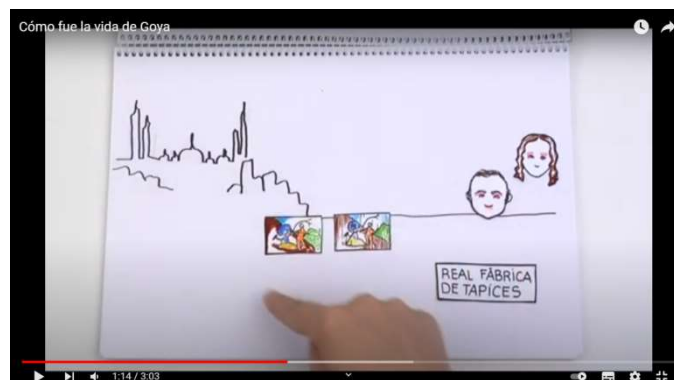 Cómo fue la vida de Goya
REAL FÁBRICA
DE TAPICES
1:14 / 3:03